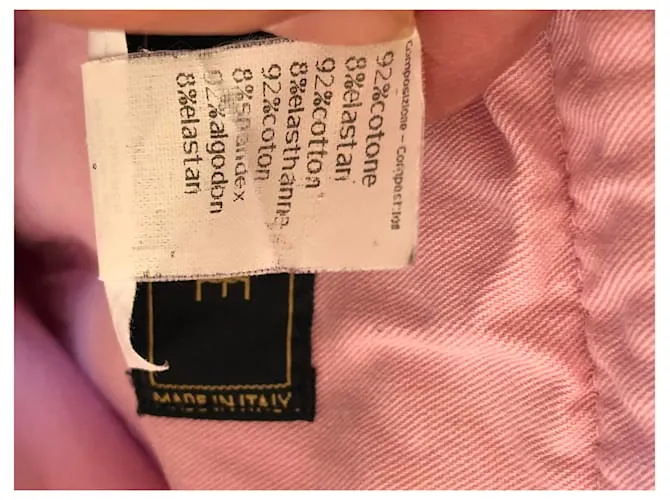 Composizione - Composition
92%cotone
8%elastan
92%cotton
8%elasthanne
92%coton
8%spandex
92%algodon
8%elastan
MADE IN ITALY